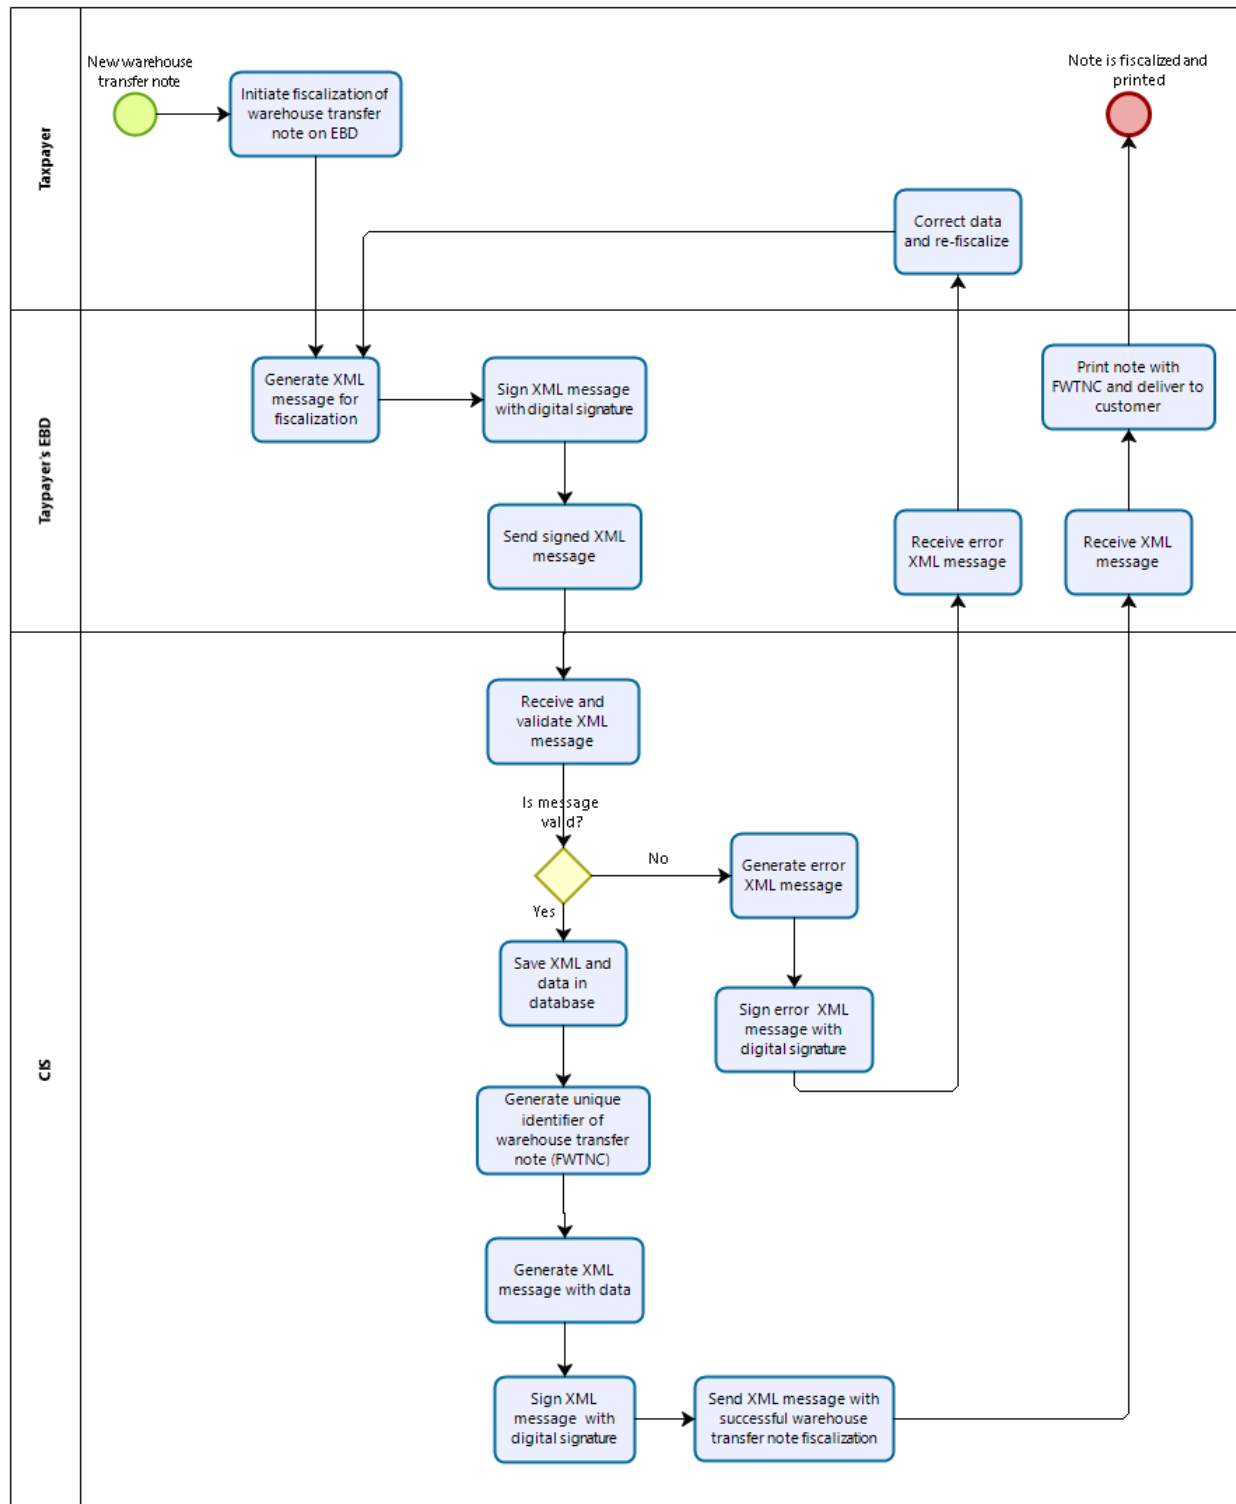 Taxpayer
New warehouse
transfer note
Initiate fiscalization of
warehouse transfer
note on EBD
Note is fiscalized and
printed
Correct data
and re-fiscalize
Taypayer's EBD
Generate XML
message for
fiscalization
Sign XML message
with digital signature
Send signed XML
message
Print note with
FWTNC and deliver to
customer
Receive error
XML message
Receive XML
message
CIS
Receive and
validate XML
message
Is message
valid?
No
Yes
Generate error
XML message
Save XML and
data in
database
Sign error XML
message with
digital signature
Generate unique
identifier of
warehouse transfer
note (FWTNC)
Generate XML
message with data
Sign XML
message with
digital signature
Send XML message with
successful warehouse
transfer note fiscalization